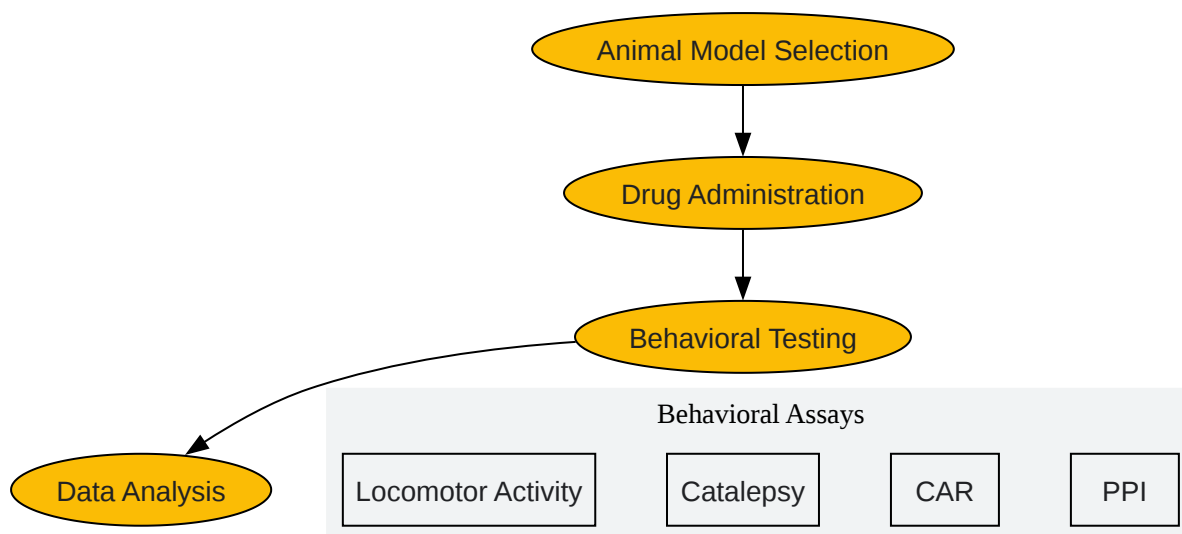 Animal Model Selection
Drug Administration
Behavioral Testing
Behavioral Assays
Data Analysis
Locomotor Activity
Catalepsy
CAR
PPI